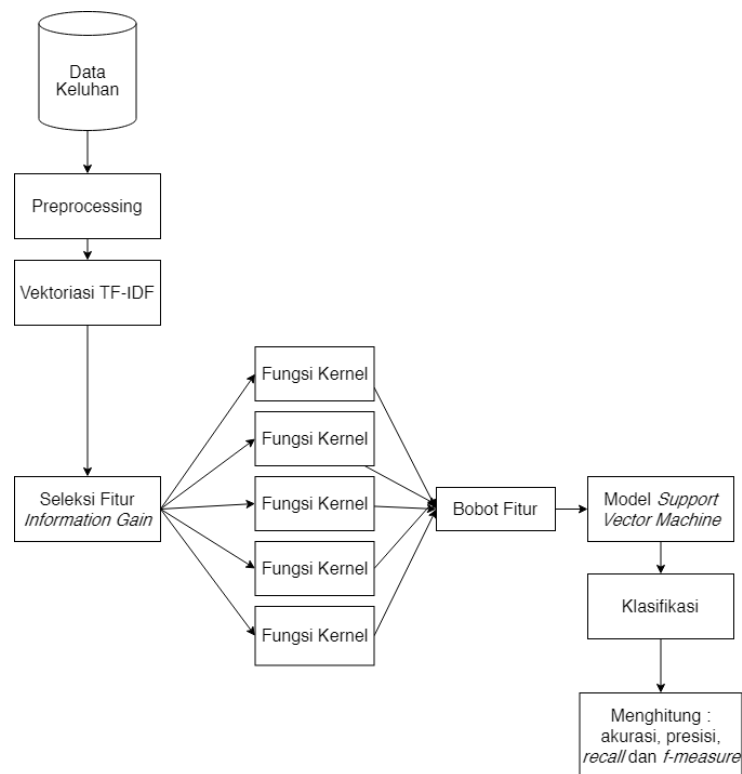 Data
Keluhan
Preprocessing
Vektoriasi TF-IDF
Seleksi Fitur
Information Gain
Fungsi Kernel
Fungsi Kernel
Fungsi Kernel
Fungsi Kernel
Fungsi Kernel
Bobot Fitur
Model Support
Vector Machine
Klasifikasi
Menghitung :
akurasi, presisi,
recall dan f-measure